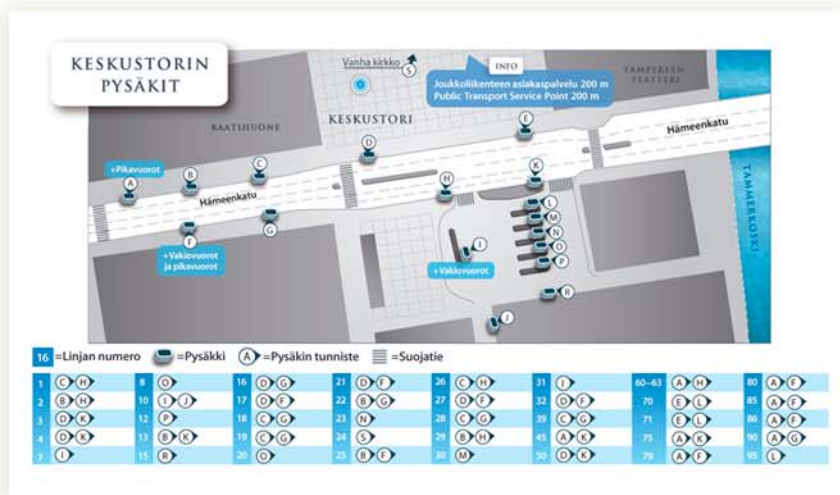 KESKUSTORIN
PYSÄKIT
Vanha kirkko
S
INFO
Joukkoliikenteen asiakaspalvelu 200 m
Public Transport Service Point 200 m
TAMPEREEN
TEATTERI
RAATIHUONE
KESKUSTORI
Hämeenkatu
TAMMERKOSKI
+Pikavuorot
A
B
C
D
E
Hämeenkatu
F
G
H
K
L
M
N
O
P
I
R
J
+Vakiovuorot
ja pikavuorot
+Vakiovuorot
16 =Linjan numero =Pysäkki A =Pysäkin tunniste =Suojatie
1 C H 8 O 16 D G 21 D F 26 C H 31 I 60–63 A H 80 A F
2 B H 10 I J 17 D F 22 B G 27 D F 32 D F 70 E L 85 A F
3 D K 12 P 18 C G 23 N 28 C G 39 C G 71 E L 86 A F
4 D K 13 B K 19 C G 24 S 29 B H 45 A K 75 A K 90 A G
7 I 15 R 20 O 25 B F 30 M 50 D K 79 A F 95 L